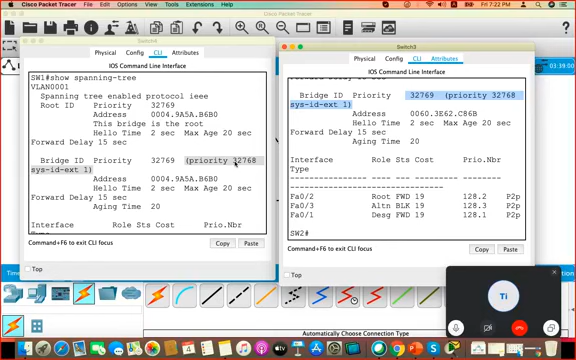 Cisco Packet Tracer File Edit Options View Tools Extensions Window Help
Fri 7:22 PM
Cisco Packet Tracer
Physical Config CLI Attributes
IOS Command Line Interface
SW1#show spanning-tree
VLAN0001
Spanning tree enabled protocol ieee
Root ID Priority 32769
Address 0004.9A5A.B6B0
This bridge is the root
Hello Time 2 sec Max Age 20 sec
Forward Delay 15 sec
Bridge ID Priority 32769 (priority 32768
sys-id-ext 1)
Address 0004.9A5A.B6B0
Hello Time 2 sec Max Age 20 sec
Forward Delay 15 sec
Aging Time 20
Interface Role Sts Cost Prio.Nbr
Command+F6 to exit CLI focus
Copy Paste
Top
Switch3
Physical Config CLI Attributes
IOS Command Line Interface
Bridge ID Priority 32769 (priority 32768
sys-id-ext 1)
Address 0060.3E62.C86B
Hello Time 2 sec Max Age 20 sec
Forward Delay 15 sec
Aging Time 20
Interface Role Sts Cost Prio.Nbr
Type
---------------- ---- --- --------- -------- --------------------------------
Fa0/2 Root FWD 19 128.2 P2p
Fa0/3 Altn BLK 19 128.3 P2p
Fa0/1 Desg FWD 19 128.1 P2p
SW2#
Command+F6 to exit CLI focus
Copy Paste
Top
03:39:00
Time
Ti
Automatically Choose Connection Type